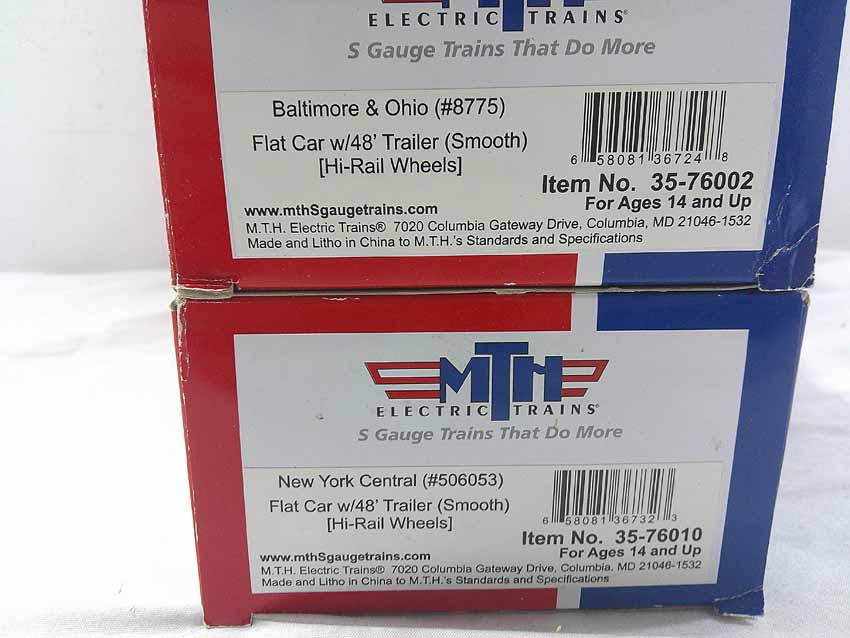 ELECTRIC TRAINS®
S Gauge Trains That Do More
Baltimore & Ohio (#8775)
Flat Car w/48' Trailer (Smooth)
[Hi-Rail Wheels]
6 58081 36724 8
Item No. 35-76002
For Ages 14 and Up
www.mthSgaugetrains.com
M.T.H. Electric Trains® 7020 Columbia Gateway Drive, Columbia, MD 21046-1532
Made and Litho in China to M.T.H.'s Standards and Specifications
MTH
ELECTRIC TRAINS®
S Gauge Trains That Do More
New York Central (#506053)
Flat Car w/48' Trailer (Smooth)
[Hi-Rail Wheels]
6 58081 36732 3
Item No. 35-76010
For Ages 14 and Up
www.mthSgaugetrains.com
M.T.H. Electric Trains® 7020 Columbia Gateway Drive, Columbia, MD 21046-1532
Made and Litho in China to M.T.H.'s Standards and Specifications